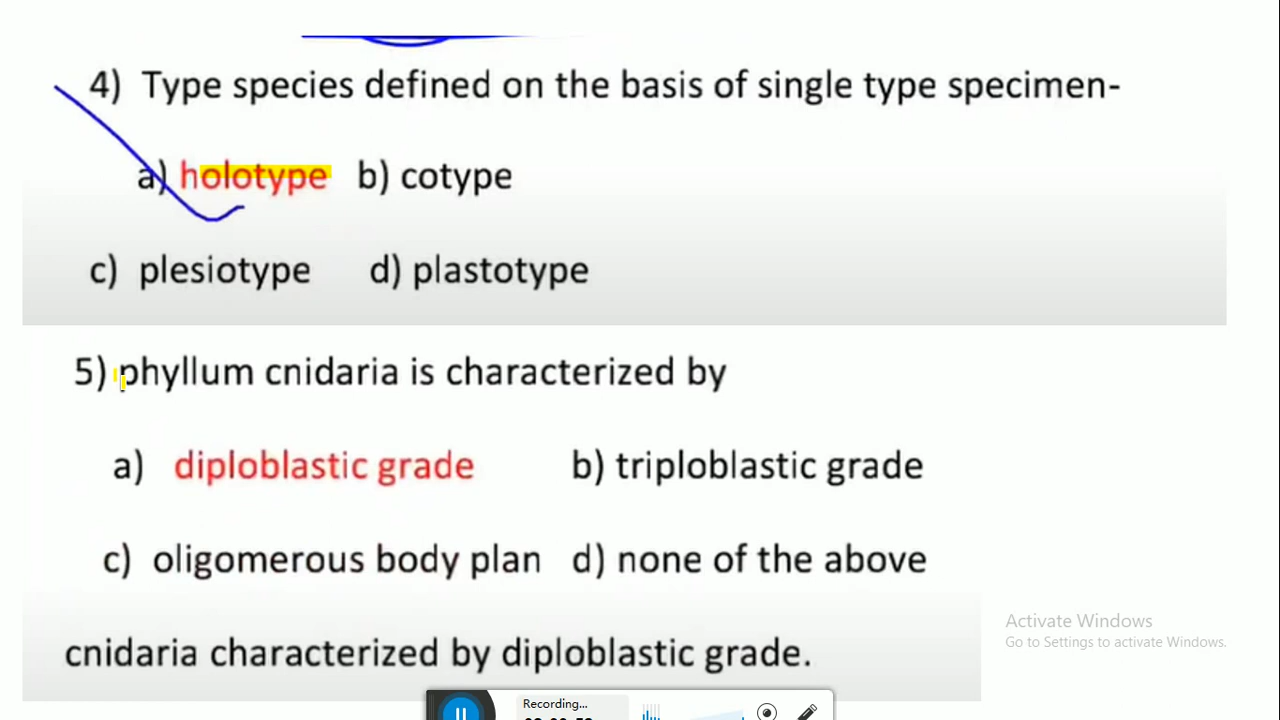 4) Type species defined on the basis of single type specimen-
a) holotype b) cotype
c) plesiotype d) plastotype
5) phyllum cnidaria is characterized by
a) diploblastic grade b) triploblastic grade
c) oligomerous body plan d) none of the above
cnidaria characterized by diploblastic grade.
Activate Windows
Go to Settings to activate Windows.
Recording...